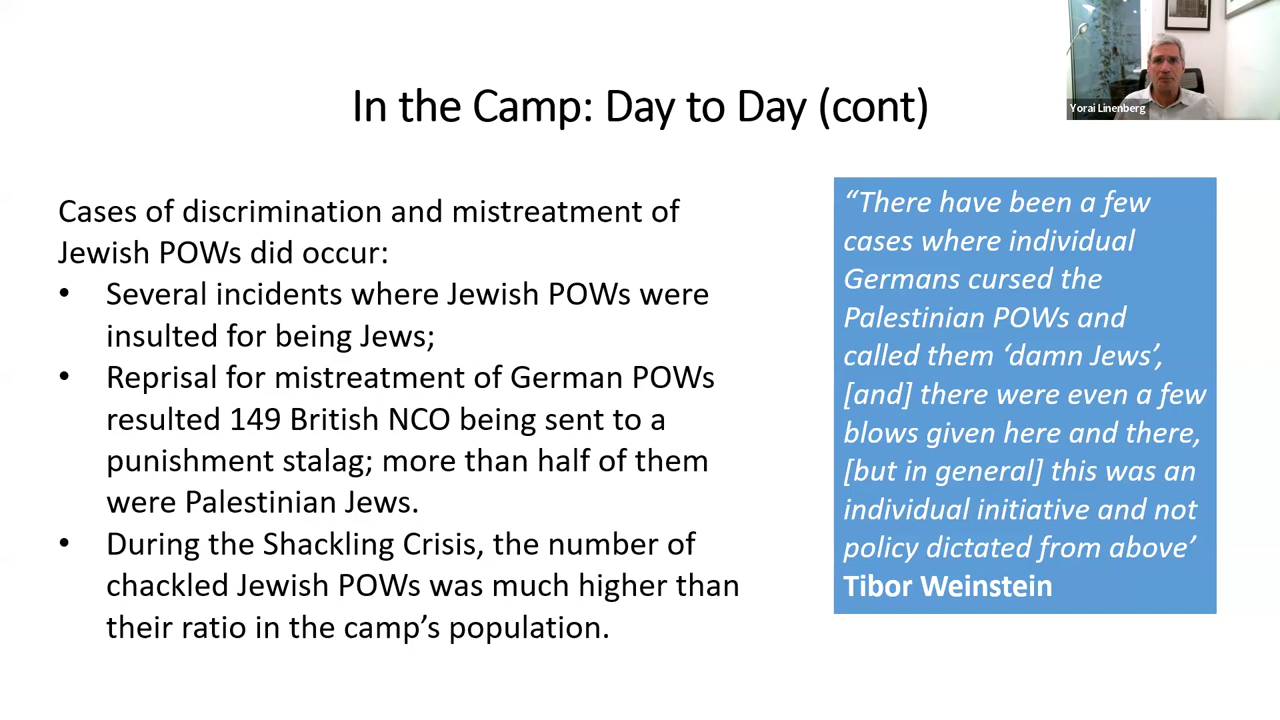 In the Camp: Day to Day (cont)
Yorai Linenberg
Cases of discrimination and mistreatment of
Jewish POWs did occur:
• Several incidents where Jewish POWs were
insulted for being Jews;
• Reprisal for mistreatment of German POWs
resulted 149 British NCO being sent to a
punishment stalag; more than half of them
were Palestinian Jews.
• During the Shackling Crisis, the number of
chackled Jewish POWs was much higher than
their ratio in the camp’s population.
“There have been a few
cases where individual
Germans cursed the
Palestinian POWs and
called them ‘damn Jews’,
[and] there were even a few
blows given here and there,
[but in general] this was an
individual initiative and not
policy dictated from above’
Tibor Weinstein